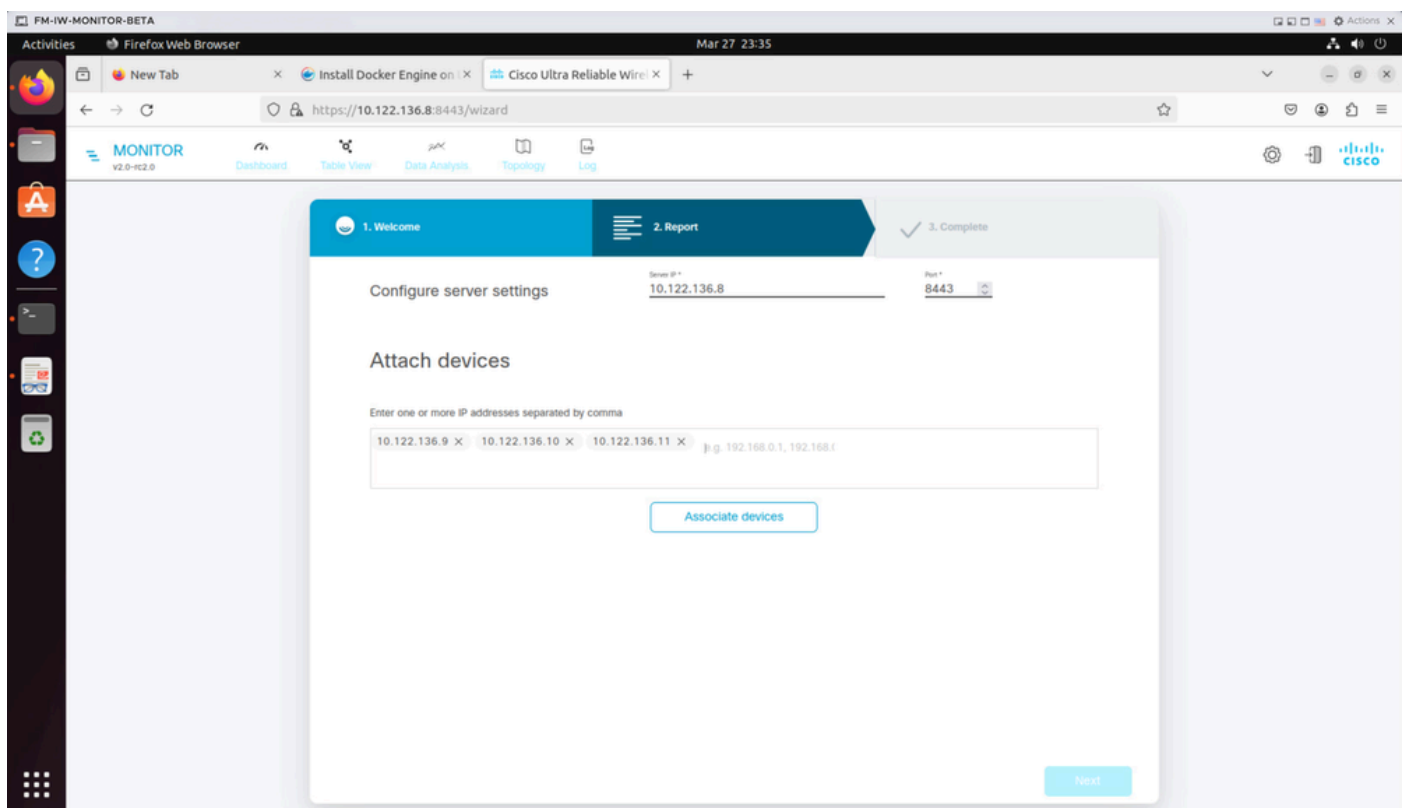 FM-IW-MONITOR-BETA Actions
Activities Firefox Web Browser Mar 27 23:35
New Tab Install Docker Engine on Cisco Ultra Reliable Wirel
https://10.122.136.8:8443/wizard
MONITOR
v2.0-rc2.0
Dashboard Table View Data Analysis Topology Log
CISCO
1. Welcome 2. Report 3. Complete
Configure server settings
Server IP *
10.122.136.8
Port *
8443
Attach devices
Enter one or more IP addresses separated by comma
10.122.136.9 10.122.136.10 10.122.136.11 e.g. 192.168.0.1, 192.168.
Associate devices
Next